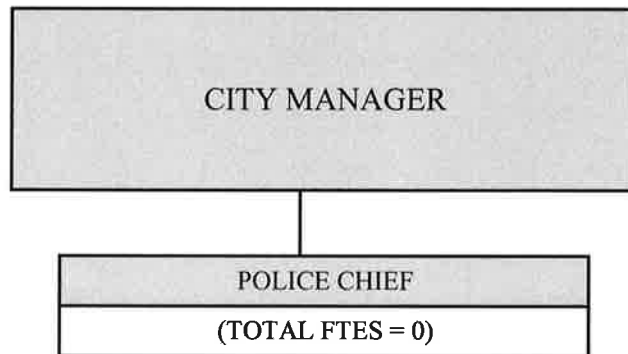 CITY MANAGER
POLICE CHIEF
(TOTAL FTES = 0)